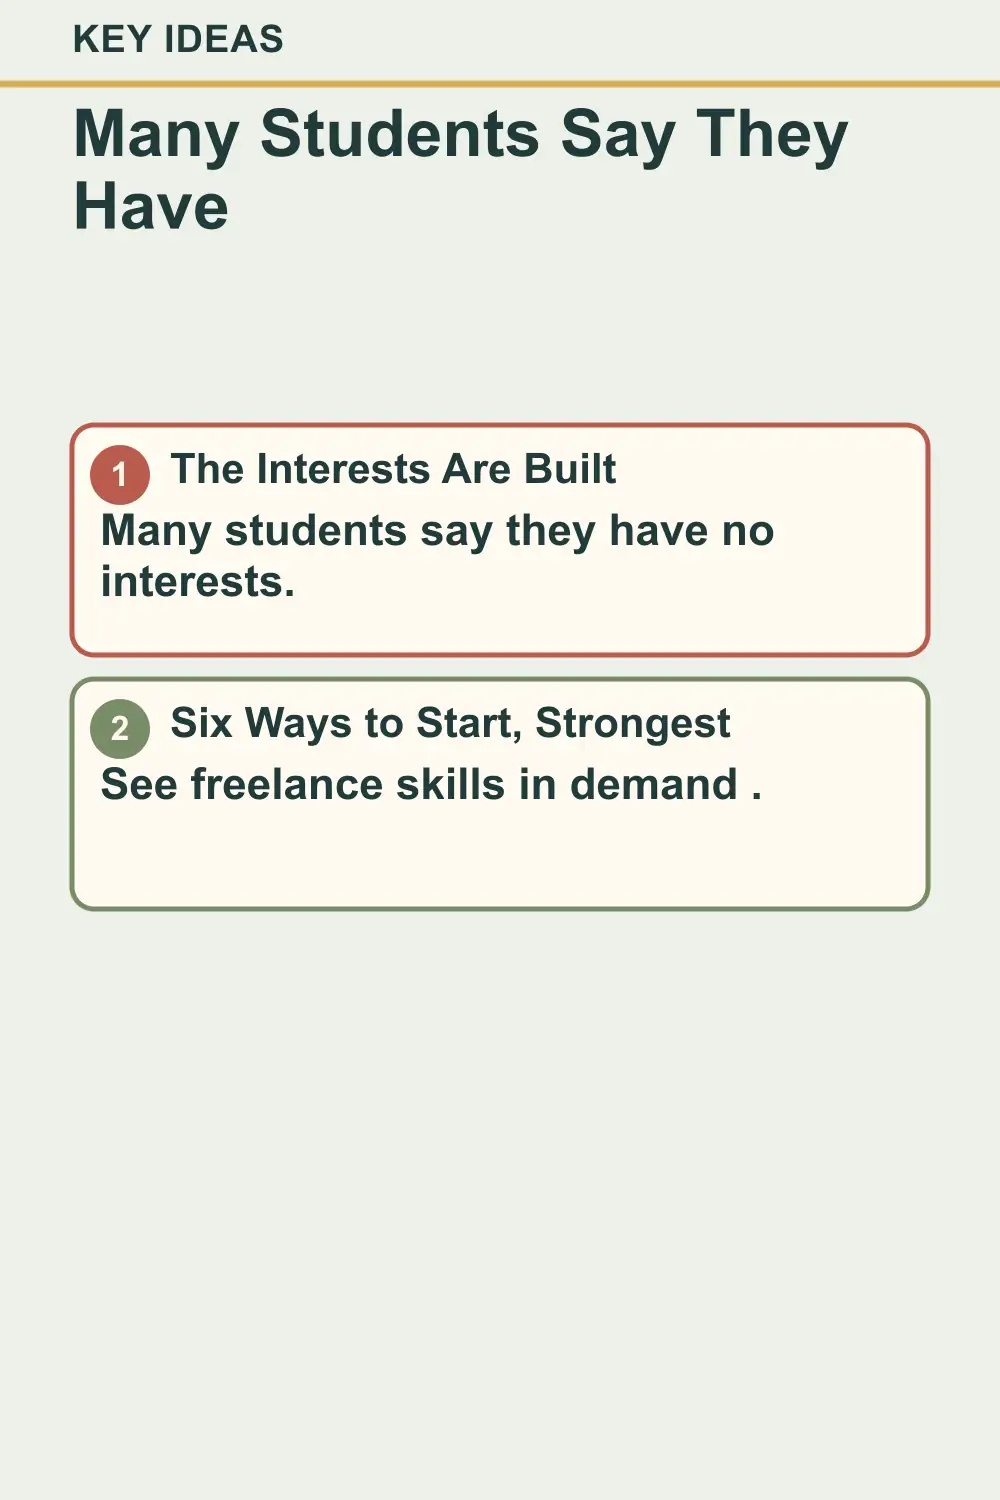 KEY IDEAS
Many Students Say They
Have
1 The Interests Are Built
Many students say they have no
interests.
2 Six Ways to Start, Strongest
See freelance skills in demand .